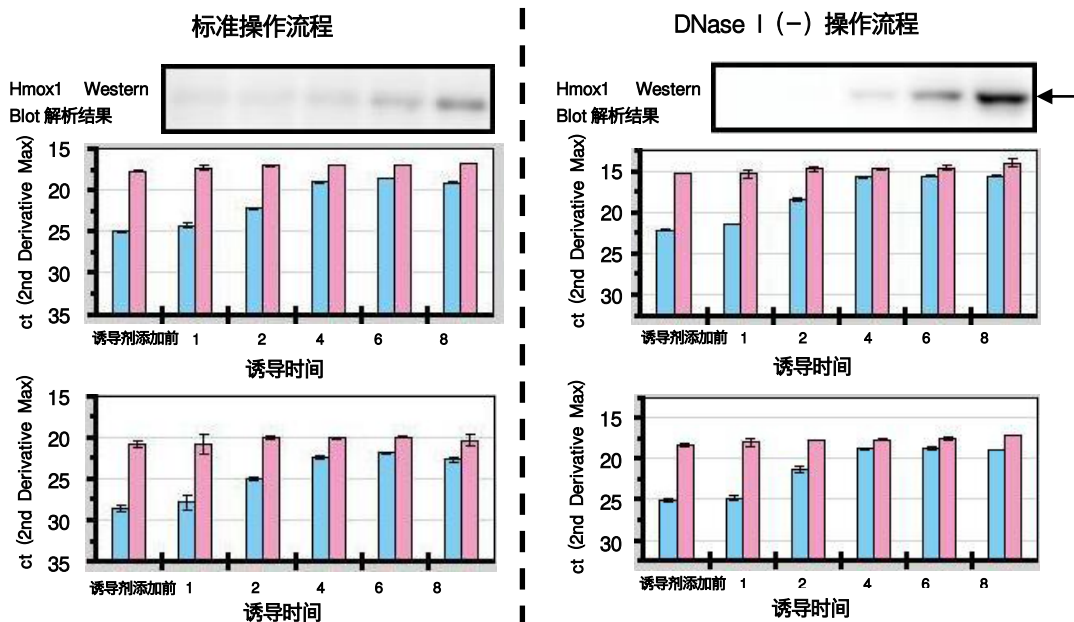 标准操作流程
Hmox1 Western
Blot 解析结果
ct (2nd Derivative Max)
15
20
25
30
35
诱导剂添加前 1 2 4 6 8
诱导时间
ct (2nd Derivative Max)
15
20
25
30
35
诱导剂添加前 1 2 4 6 8
诱导时间
DNase I (−) 操作流程
Hmox1 Western
Blot 解析结果
ct (2nd Derivative Max)
15
20
25
30
诱导剂添加前 1 2 4 6 8
诱导时间
ct (2nd Derivative Max)
15
20
25
30
诱导剂添加前 1 2 4 6 8
诱导时间